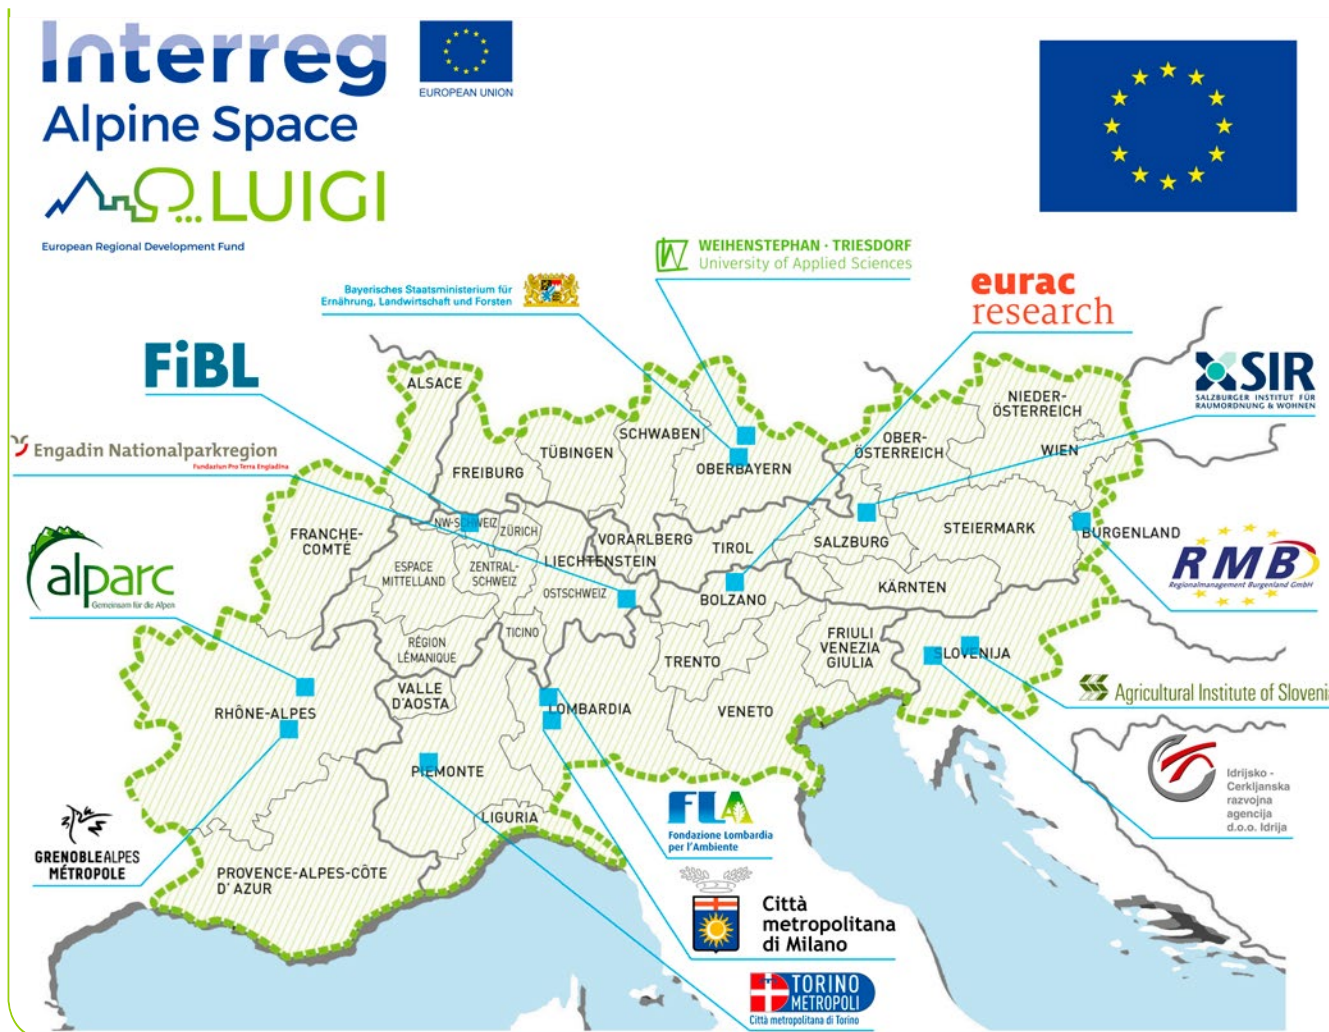 Interreg
EUROPEAN UNION
Alpine Space
LUIGI
European Regional Development Fund
WEIHENSTEPHAN · TRIESDORF
University of Applied Sciences
Bayerisches Staatsministerium für
Ernährung, Landwirtschaft und Forsten
eurac
research
FiBL
SIR
SALZBURGER INSTITUT FÜR
RAUMORDNUNG & WOHNEN
Engadin Nationalparkregion
Fundaziun Pro Terra Engiadina
alparc
Gemeinsam für die Alpen
RMB
Regionalmanagement Burgenland GmbH
Agricultural Institute of Slovenia
Idrijsko -
Cerkljanska
razvojna
agencija
d.o.o. Idrija
GRENOBLEALPES
MÉTROPOLE
FLA
Fondazione Lombardia
per l'Ambiente
Città
metropolitana
di Milano
TORINO
METROPOLI
Città metropolitana di Torino
ALSACE
FREIBURG
TÜBINGEN
SCHWABEN
OBERBAYERN
OBER-
ÖSTERREICH
NIEDER-
ÖSTERREICH
WIEN
FRANCHE-
COMTÉ
NW-SCHWEIZ
ZÜRICH
ESPACE
MITTELLAND
ZENTRAL-
SCHWEIZ
LIECHTENSTEIN
OSTSCHWEIZ
VORARLBERG
TIROL
SALZBURG
STEIERMARK
BURGENLAND
KÄRNTEN
BOLZANO
TICINO
RÉGION
LÉMANIQUE
TRENTO
FRIULI
VENEZIA
GIULIA
SLOVENIJA
VALLE
D'AOSTA
RHÔNE-ALPES
LOMBARDIA
VENETO
PIEMONTE
LIGURIA
PROVENCE-ALPES-CÔTE
D' AZUR